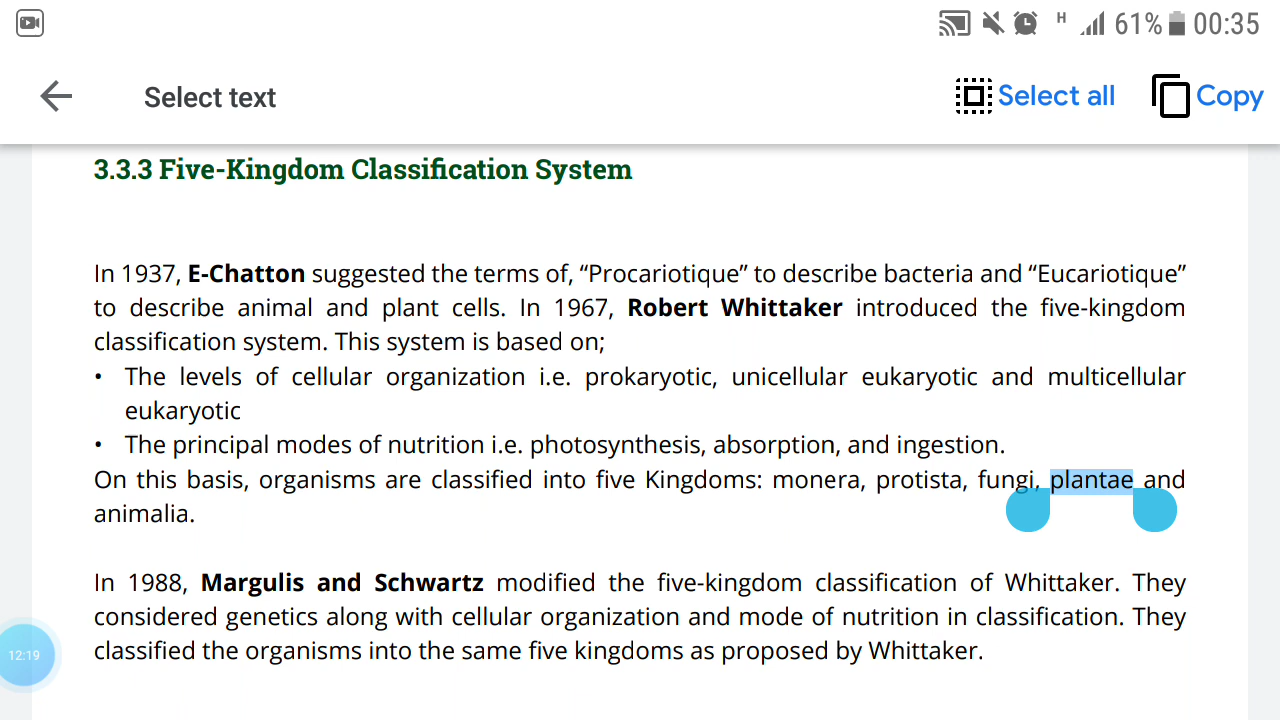 H 61% 00:35
Select text Select all Copy
3.3.3 Five-Kingdom Classification System
In 1937, E-Chatton suggested the terms of, “Procariotique” to describe bacteria and “Eucariotique”
to describe animal and plant cells. In 1967, Robert Whittaker introduced the five-kingdom
classification system. This system is based on;
• The levels of cellular organization i.e. prokaryotic, unicellular eukaryotic and multicellular
eukaryotic
• The principal modes of nutrition i.e. photosynthesis, absorption, and ingestion.
On this basis, organisms are classified into five Kingdoms: monera, protista, fungi, plantae and
animalia.
In 1988, Margulis and Schwartz modified the five-kingdom classification of Whittaker. They
considered genetics along with cellular organization and mode of nutrition in classification. They
classified the organisms into the same five kingdoms as proposed by Whittaker.
12:19